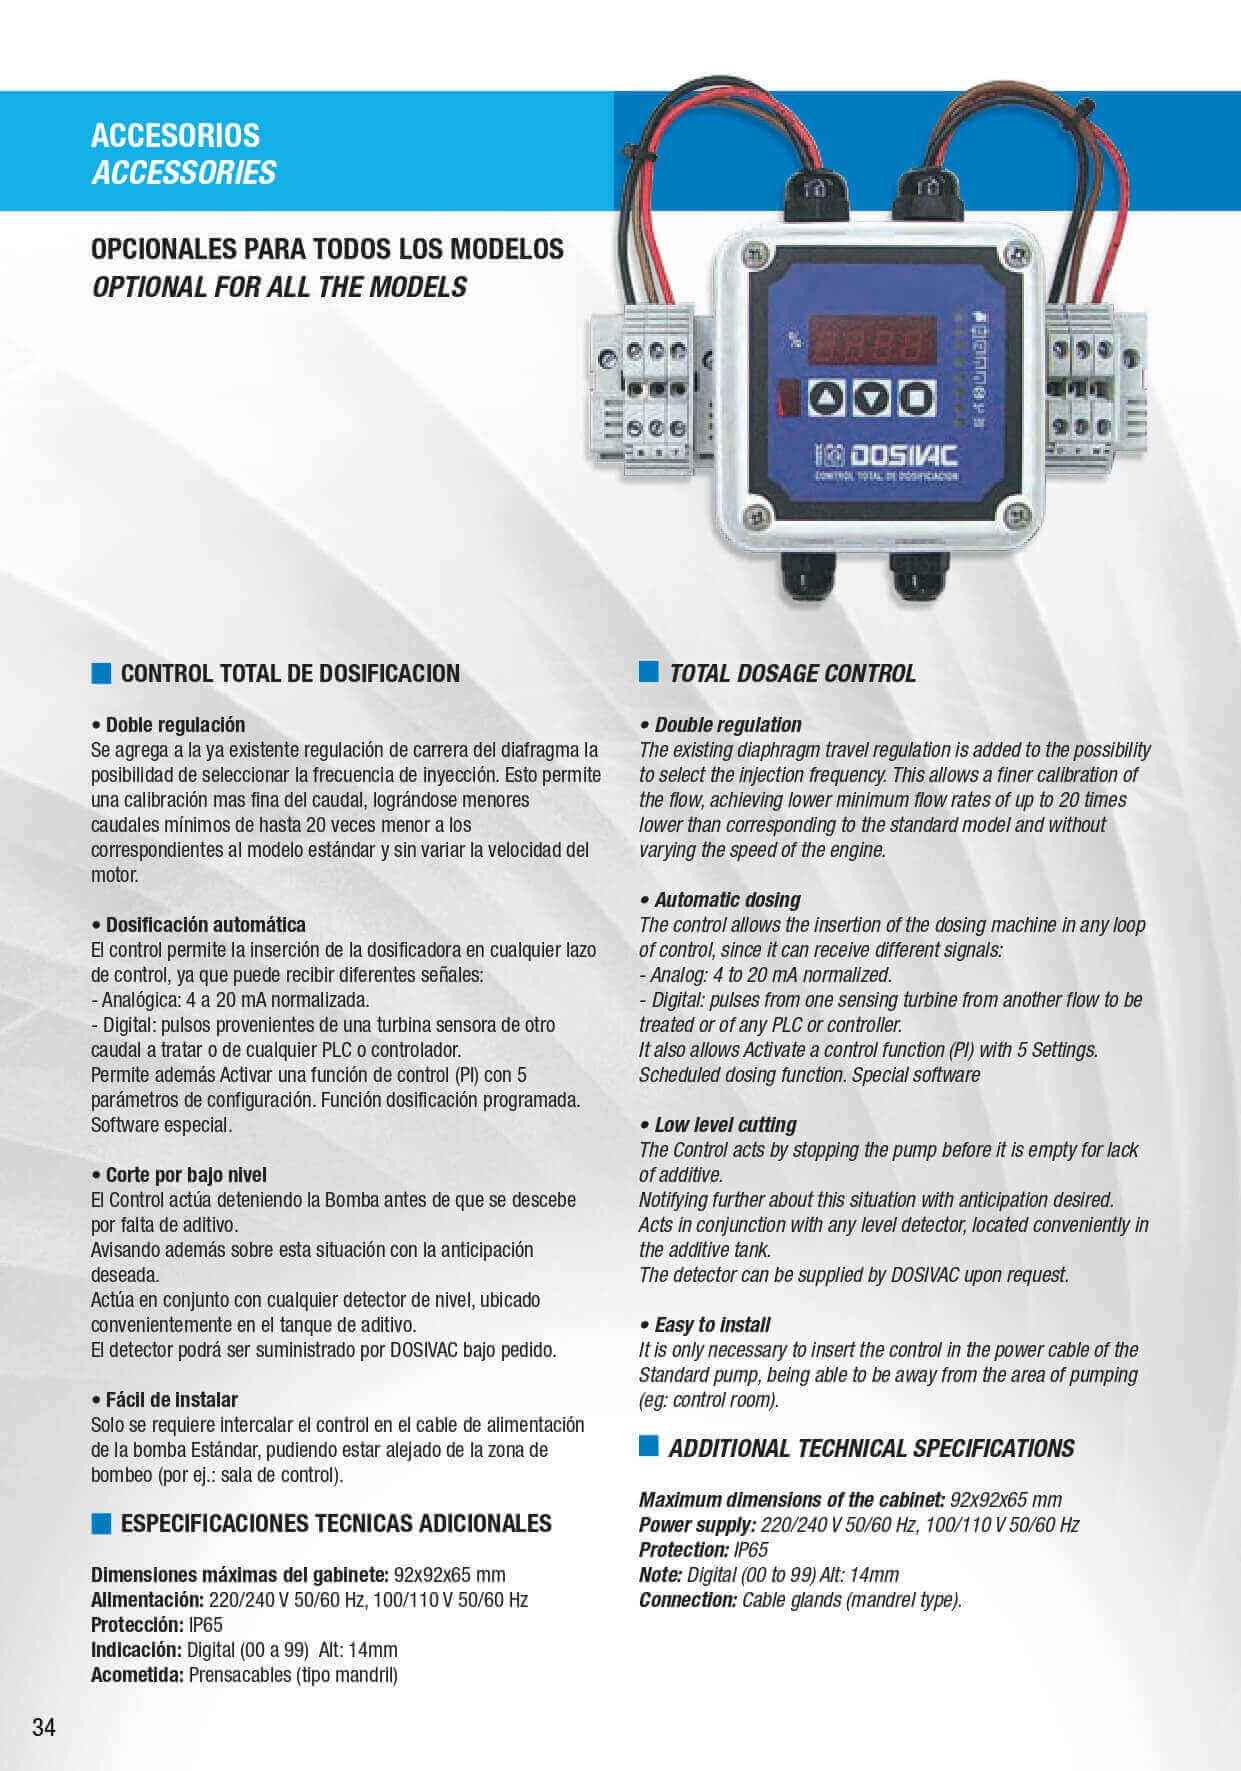 ACCESORIOS
ACCESSORIES
OPCIONALES PARA TODOS LOS MODELOS
OPTIONAL FOR ALL THE MODELS
DOSIVAC
CONTROL TOTAL DE DOSIFICACION
CONTROL TOTAL DE DOSIFICACION
• Doble regulación
Se agrega a la ya existente regulación de carrera del diafragma la
posibilidad de seleccionar la frecuencia de inyección. Esto permite
una calibración mas fina del caudal, lográndose menores
caudales mínimos de hasta 20 veces menor a los
correspondientes al modelo estándar y sin variar la velocidad del
motor.
• Dosificación automática
El control permite la inserción de la dosificadora en cualquier lazo
de control, ya que puede recibir diferentes señales:
- Analógica: 4 a 20 mA normalizada.
- Digital: pulsos provenientes de una turbina sensora de otro
caudal a tratar o de cualquier PLC o controlador.
Permite además Activar una función de control (PI) con 5
parámetros de configuración. Función dosificación programada.
Software especial.
• Corte por bajo nivel
El Control actúa deteniendo la Bomba antes de que se descebe
por falta de aditivo.
Avisando además sobre esta situación con la anticipación
deseada.
Actúa en conjunto con cualquier detector de nivel, ubicado
convenientemente en el tanque de aditivo.
El detector podrá ser suministrado por DOSIVAC bajo pedido.
• Fácil de instalar
Solo se requiere intercalar el control en el cable de alimentación
de la bomba Estándar, pudiendo estar alejado de la zona de
bombeo (por ej.: sala de control).
ESPECIFICACIONES TECNICAS ADICIONALES
Dimensiones máximas del gabinete: 92x92x65 mm
Alimentación: 220/240 V 50/60 Hz, 100/110 V 50/60 Hz
Protección: IP65
Indicación: Digital (00 a 99) Alt: 14mm
Acometida: Prensacables (tipo mandril)
TOTAL DOSAGE CONTROL
• Double regulation
The existing diaphragm travel regulation is added to the possibility
to select the injection frequency. This allows a finer calibration of
the flow, achieving lower minimum flow rates of up to 20 times
lower than corresponding to the standard model and without
varying the speed of the engine.
• Automatic dosing
The control allows the insertion of the dosing machine in any loop
of control, since it can receive different signals:
- Analog: 4 to 20 mA normalized.
- Digital: pulses from one sensing turbine from another flow to be
treated or of any PLC or controller.
It also allows Activate a control function (PI) with 5 Settings.
Scheduled dosing function. Special software
• Low level cutting
The Control acts by stopping the pump before it is empty for lack
of additive.
Notifying further about this situation with anticipation desired.
Acts in conjunction with any level detector, located conveniently in
the additive tank.
The detector can be supplied by DOSIVAC upon request.
• Easy to install
It is only necessary to insert the control in the power cable of the
Standard pump, being able to be away from the area of pumping
(eg: control room).
ADDITIONAL TECHNICAL SPECIFICATIONS
Maximum dimensions of the cabinet: 92x92x65 mm
Power supply: 220/240 V 50/60 Hz, 100/110 V 50/60 Hz
Protection: IP65
Note: Digital (00 to 99) Alt: 14mm
Connection: Cable glands (mandrel type).
34